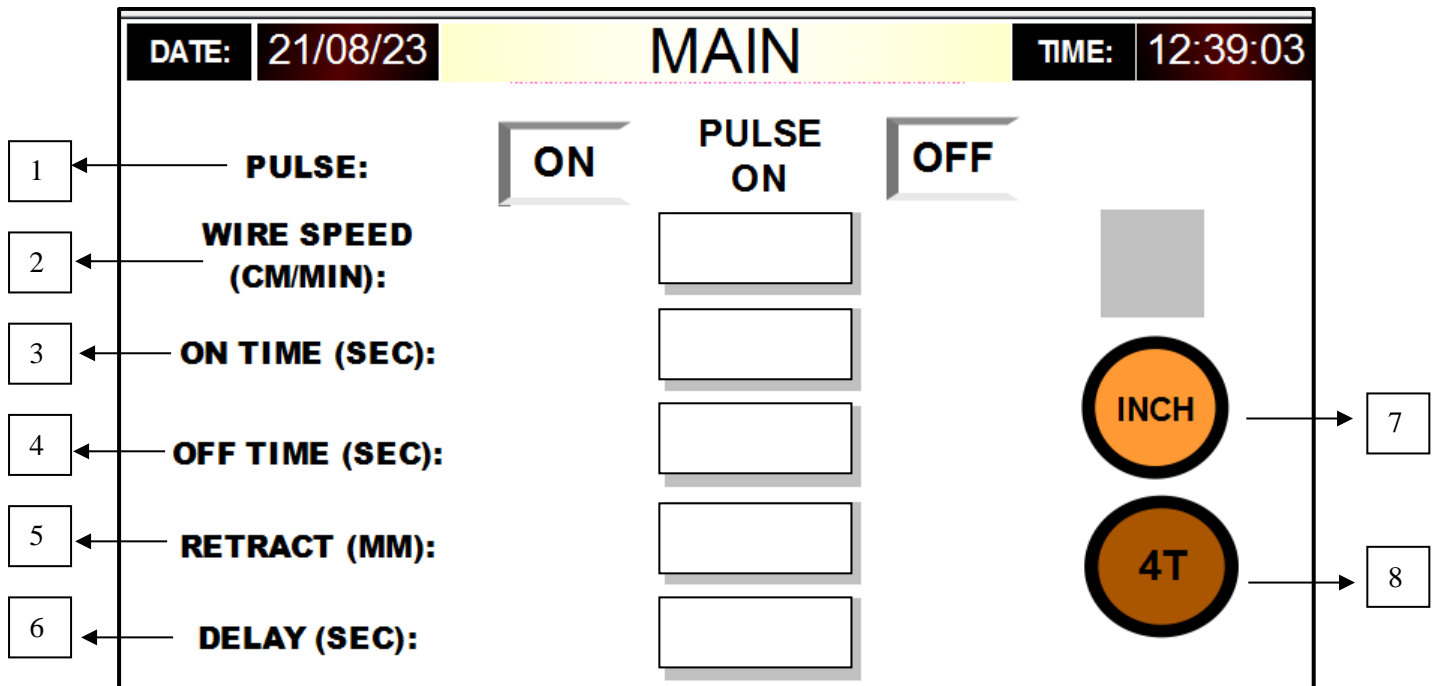 DATE: 21/08/23 MAIN TIME: 12:39:03
1 PULSE: ON PULSE ON OFF
2 WIRE SPEED (CM/MIN):
3 ON TIME (SEC):
4 OFF TIME (SEC):
5 RETRACT (MM):
6 DELAY (SEC):
INCH 7
4T 8